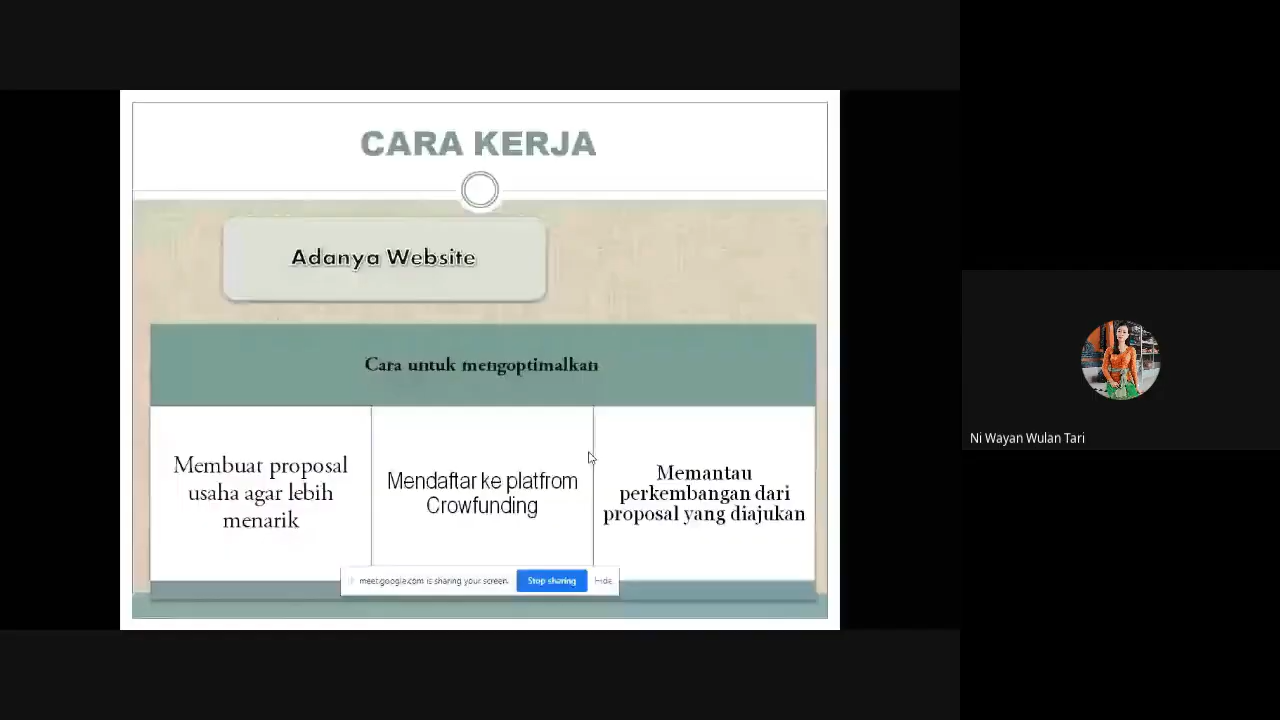 CARA KERJA
Adanya Website
Cara untuk mengoptimalkan
Membuat proposal
usaha agar lebih
menarik
Mendaftar ke platfrom
Crowfunding
Memantau
perkembangan dari
proposal yang diajukan
meet.google.com is sharing your screen.
Stop sharing
Hide
Ni Wayan Wulan Tari